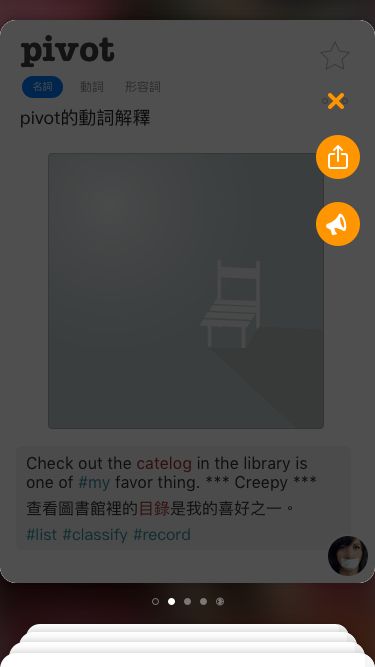 pivot
名詞 動詞 形容詞
pivot的動詞解釋
Check out the catelog in the library is
one of #my favor thing. *** Creepy ***
查看圖書館裡的目錄是我的喜好之一。
#list #classify #record